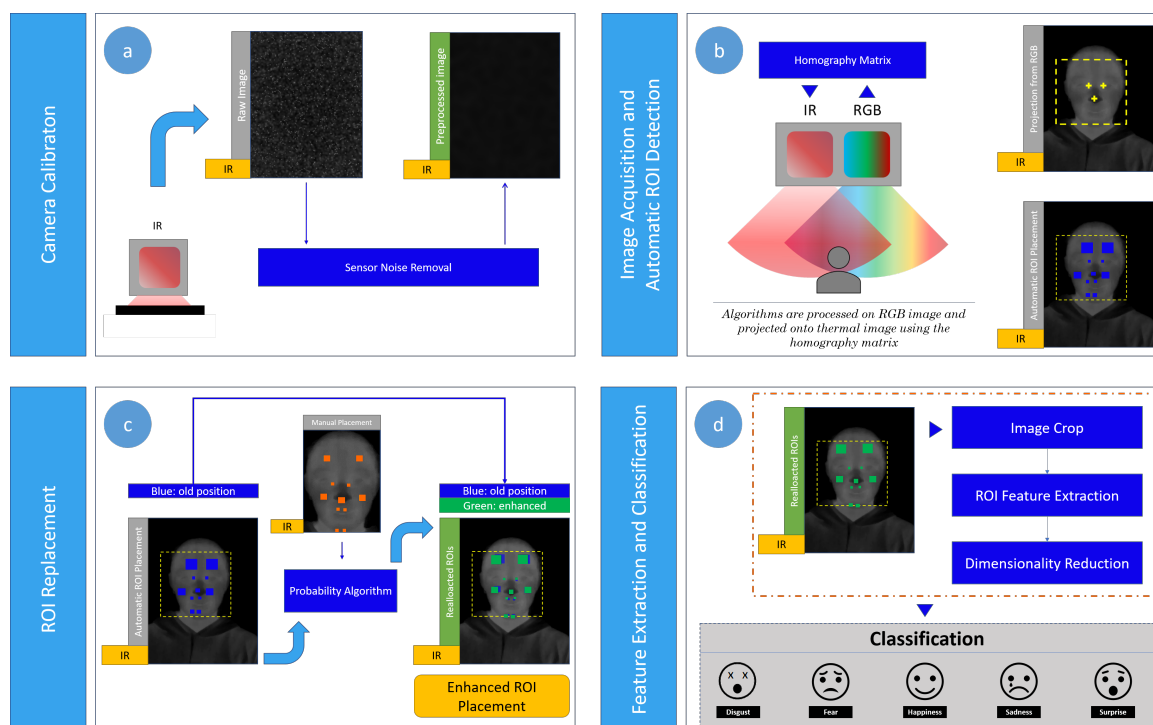 Camera Calibraton
a
Raw Image
IR
Preprocessed image
IR
IR
Sensor Noise Removal
Image Acquisition and
Automatic ROI Detection
b
Homography Matrix
IR
RGB
Algorithms are processed on RGB image and
projected onto thermal image using the
homography matrix
Projection from RGB
IR
Automatic ROI Placement
IR
ROI Replacement
c
Manual Placement
IR
Blue: old position
Automatic ROI Placement
IR
Probability Algorithm
Blue: old position
Green: enhanced
Realloacted ROIs
IR
Enhanced ROI
Placement
Feature Extraction and Classification
d
Realloacted ROIs
IR
Image Crop
ROI Feature Extraction
Dimensionality Reduction
Classification
x x
Disgust
Fear
Happiness
Sadness
Surprise